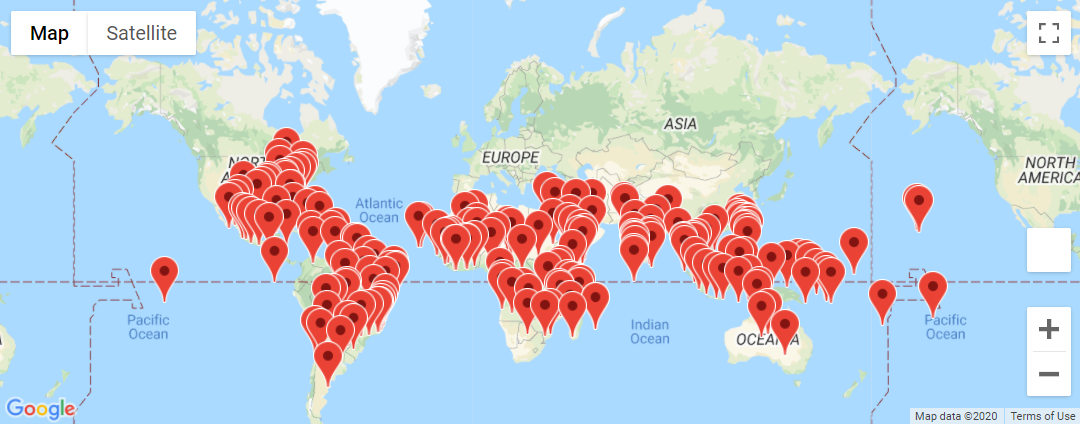 Map
Satellite
ASIA
EUROPE
NORT
A
NORTH
AMERICA
Atlantic
Ocean
Pacific
Ocean
Indian
Ocean
OCEANIA
Pacific
Ocean
Google
Map data ©2020
Terms of Use